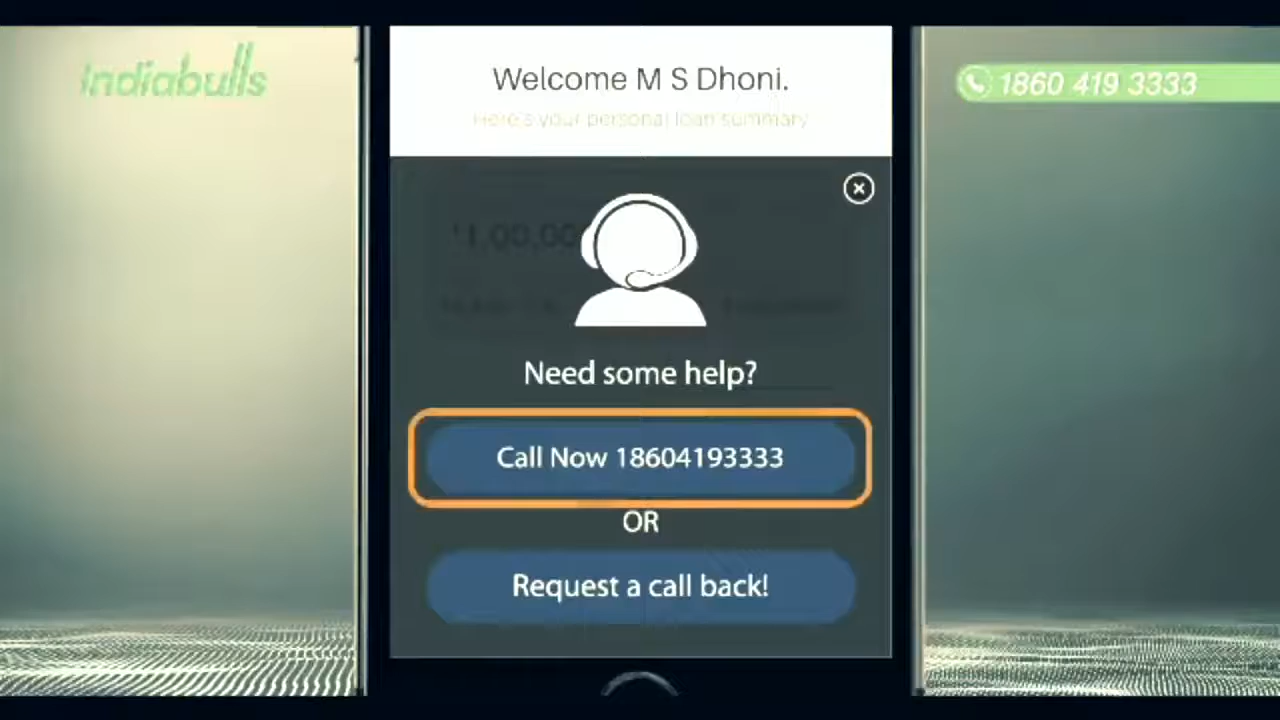 Indiabulls
1860 419 3333
Welcome M S Dhoni.
Here's your personal loan summary
Need some help?
Call Now 18604193333
OR
Request a call back!